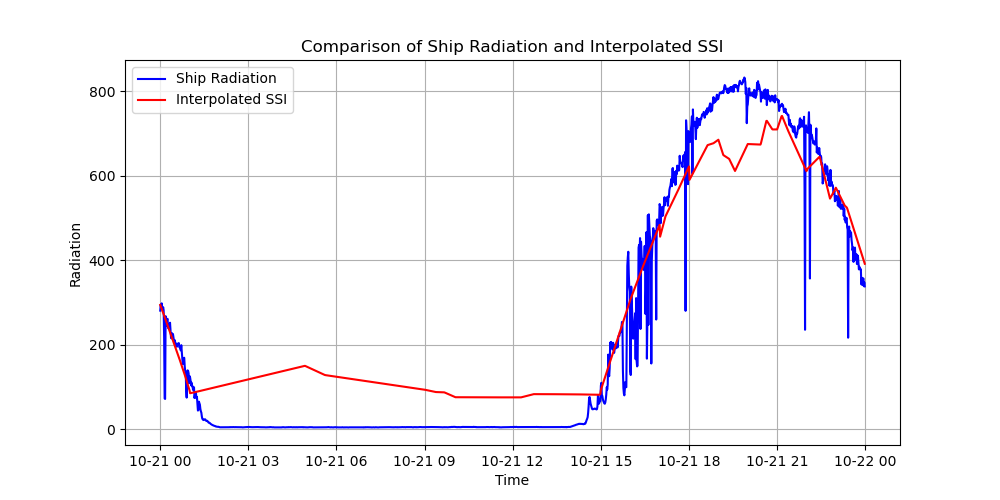 Comparison of Ship Radiation and Interpolated SSI
Ship Radiation
Interpolated SSI
Radiation
800
600
400
200
0
10-21 00
10-21 03
10-21 06
10-21 09
10-21 12
10-21 15
10-21 18
10-21 21
10-22 00
Time